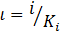 ι = i/K_i